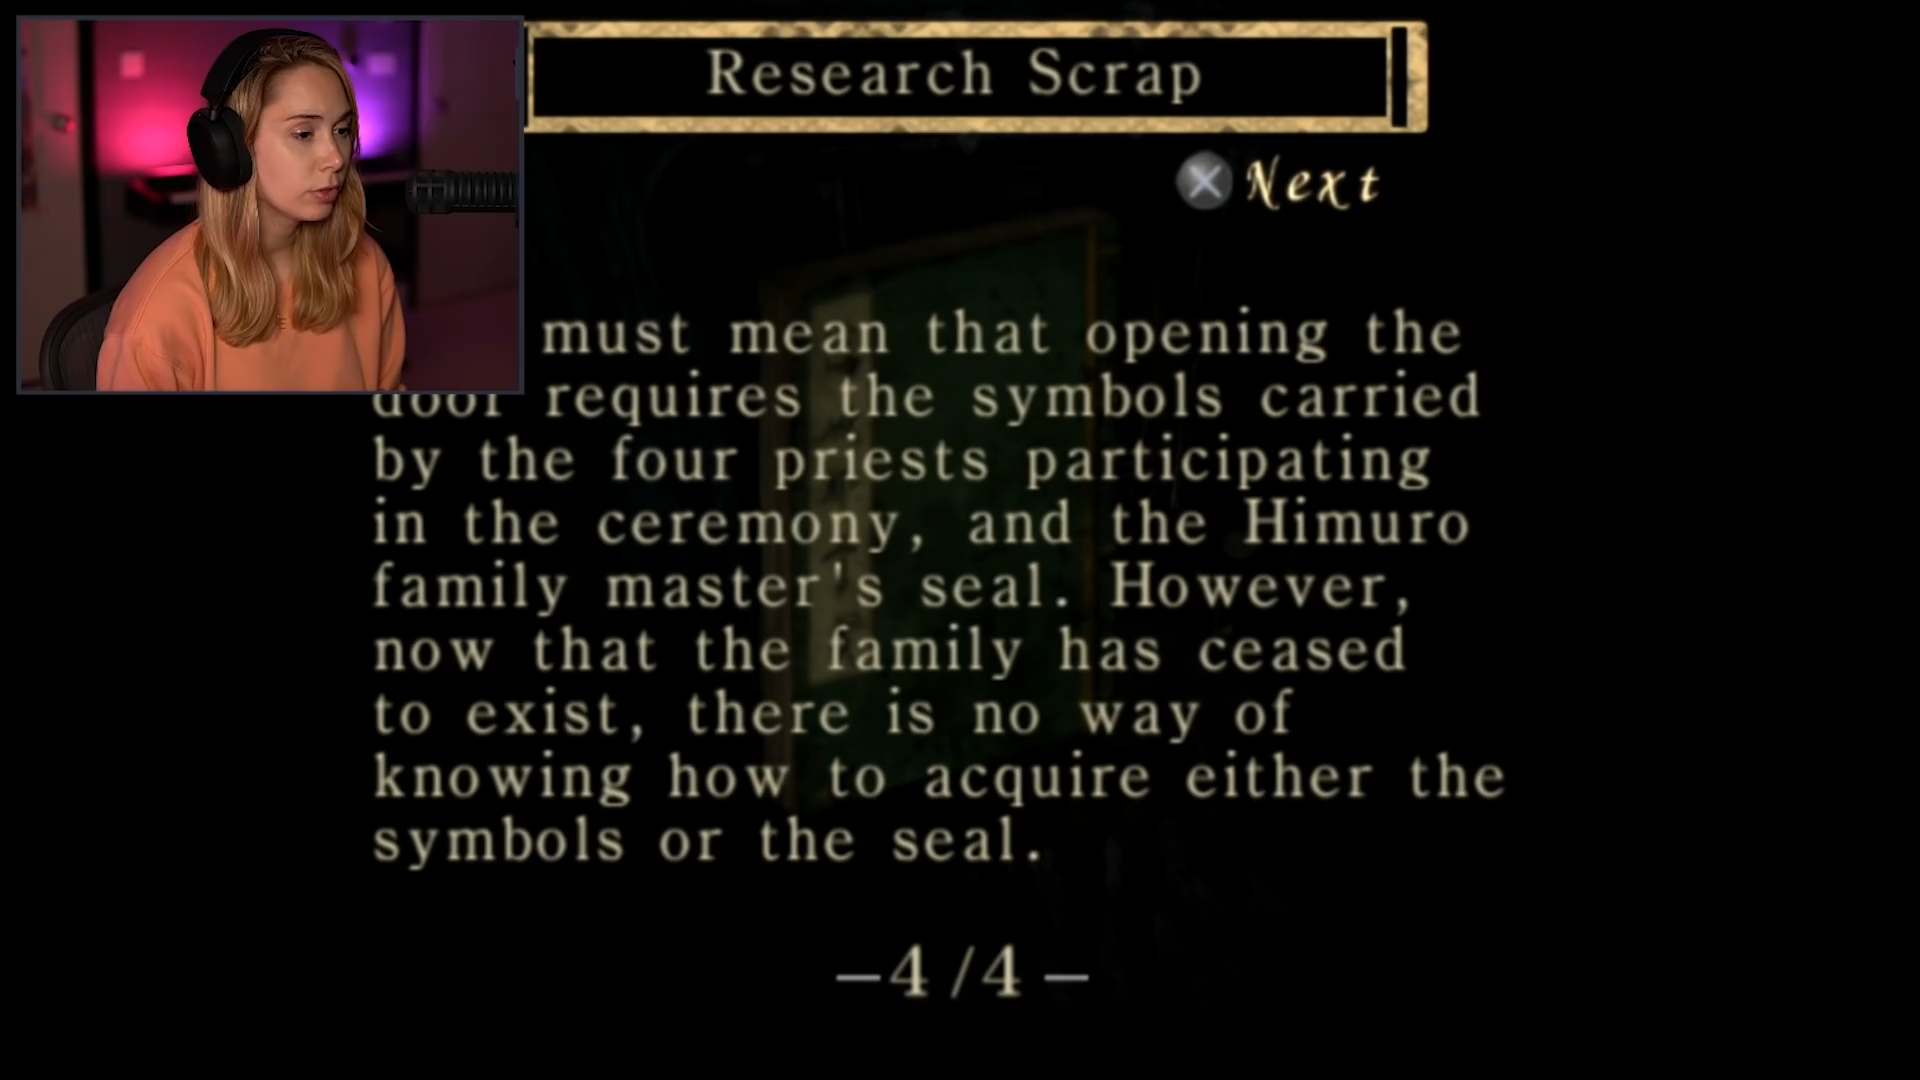 Research Scrap
Next
must mean that opening the
door requires the symbols carried
by the four priests participating
in the ceremony, and the Himuro
family master's seal. However,
now that the family has ceased
to exist, there is no way of
knowing how to acquire either the
symbols or the seal.
—4/4—